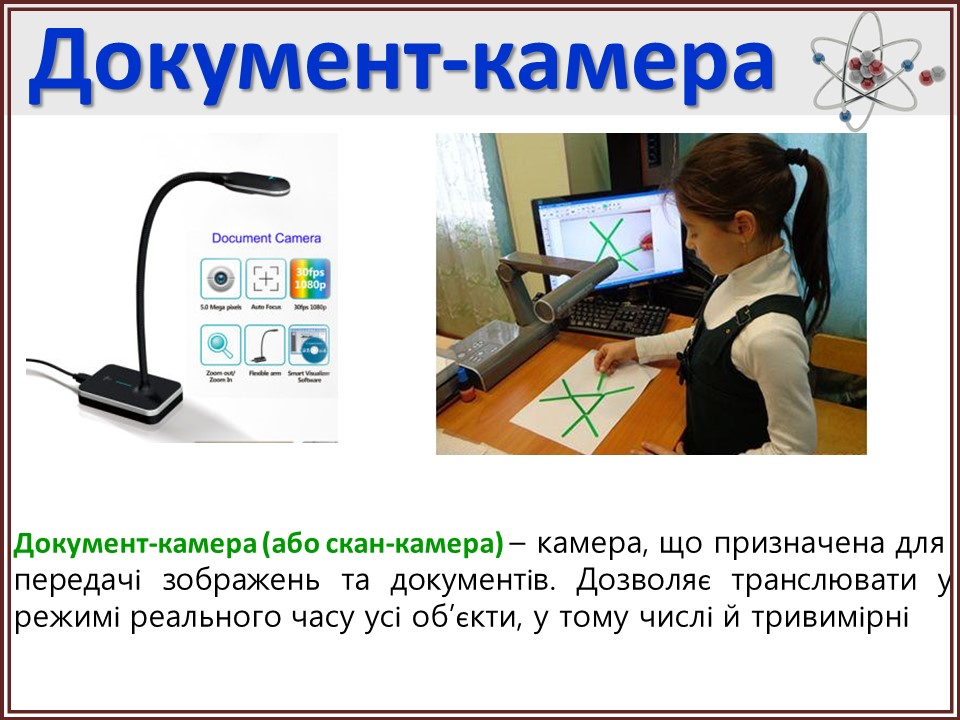 Документ-камера
Document Camera
30fps
1080p
5.0 Mega pixels
Auto Focus
30fps 1080p
Zoom out/
Zoom In
Flexible arm
Smart Visualizer
Software
Документ-камера (або скан-камера) – камера, що призначена для
передачі зображень та документів. Дозволяє транслювати у
режимі реального часу усі об’єкти, у тому числі й тривимірні